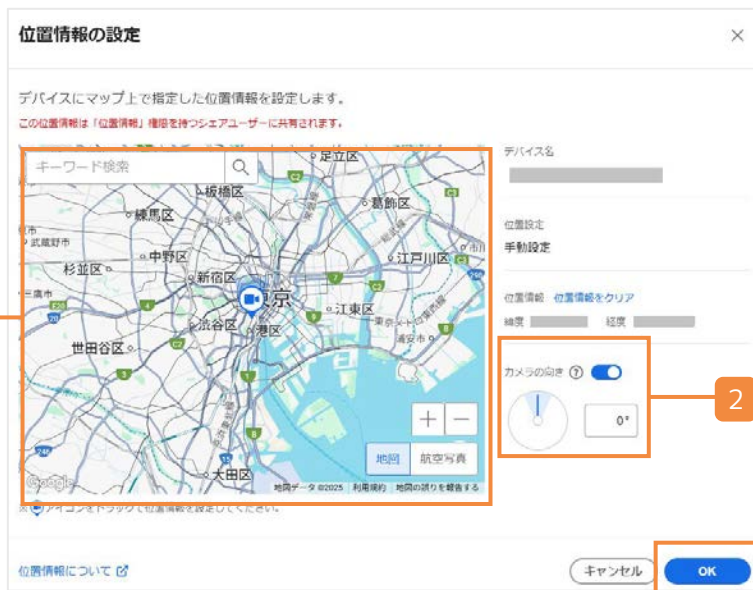 位置情報の設定
×
デバイスにマップ上で指定した位置情報を設定します。
この位置情報は「位置情報」権限を持つシェアユーザーに共有されます。
キーワード検索
足立区
板橋区
葛飾区
練馬区
武蔵野市
中野区
江戸川区
杉並区
新宿区
三鷹市
京
江東区
渋谷区
港区
浦安市
世田谷区
大田区
+ −
地図 航空写真
Google
地図データ ©2025 利用規約 地図の誤りを報告する
アイコンをドラッグで位置情報を設定してください。
デバイス名
位置設定
手動設定
位置情報 位置情報をクリア
緯度 経度
カメラの向き ?
0°
2
位置情報について
キャンセル OK